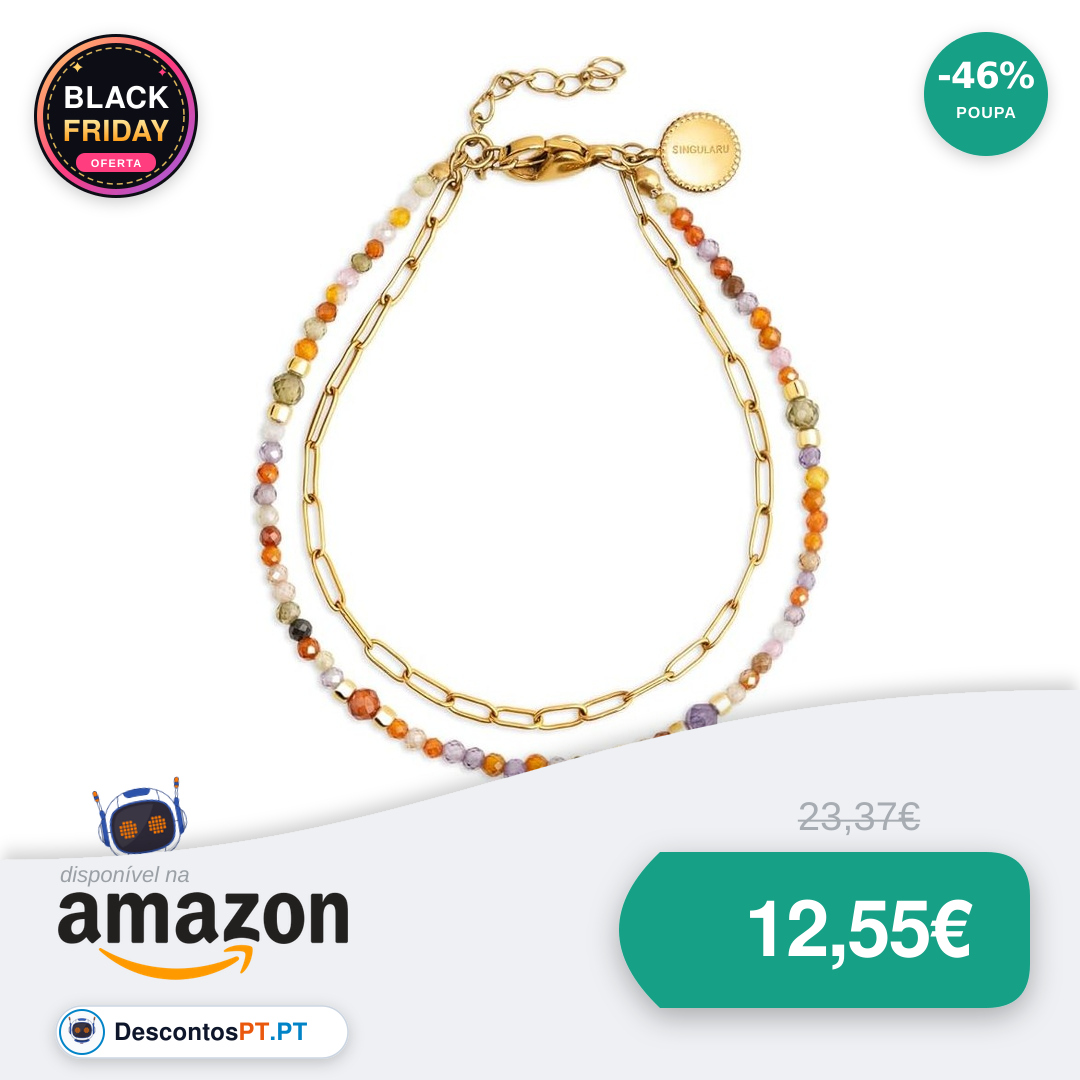 BLACK
FRIDAY
OFERTA
-46%
POUPA
SINGULARU
23,37€
12,55€
disponível na
amazon
DescontosPT.PT